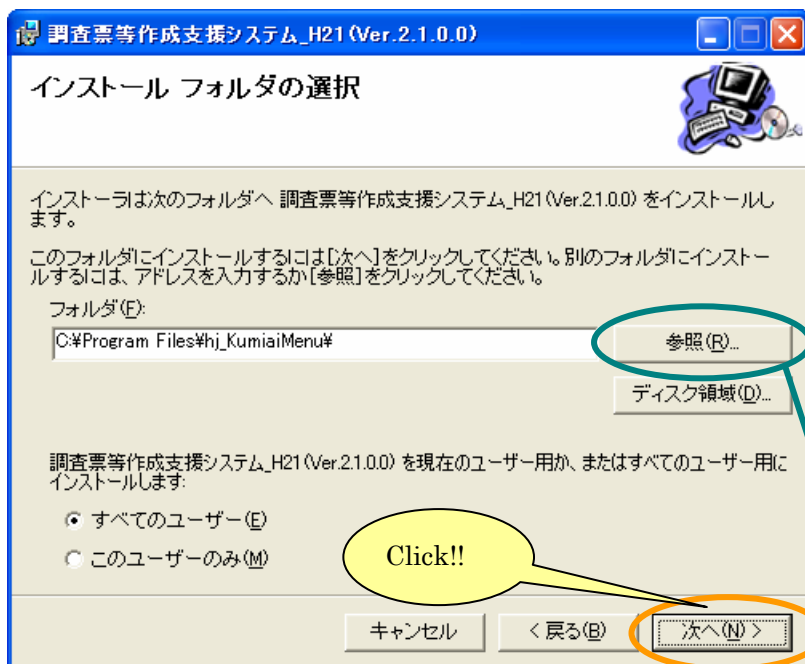 調査票等作成支援システム_H21(Ver.2.1.0.0)
インストール フォルダの選択
インストーラは次のフォルダへ 調査票等作成支援システム_H21(Ver.2.1.0.0) をインストールし
ます。
このフォルダにインストールするには[次へ]をクリックしてください。別のフォルダにインストー
ルするには、アドレスを入力するか[参照]をクリックしてください。
フォルダ(F):
C:¥Program Files¥hj_KumiaiMenu¥
参照(R)...
ディスク領域(D)...
調査票等作成支援システム_H21(Ver.2.1.0.0) を現在のユーザー用か、またはすべてのユーザー用に
インストールします:
すべてのユーザー(E)
このユーザーのみ(M)
Click!!
キャンセル
< 戻る(B)
次へ(N) >